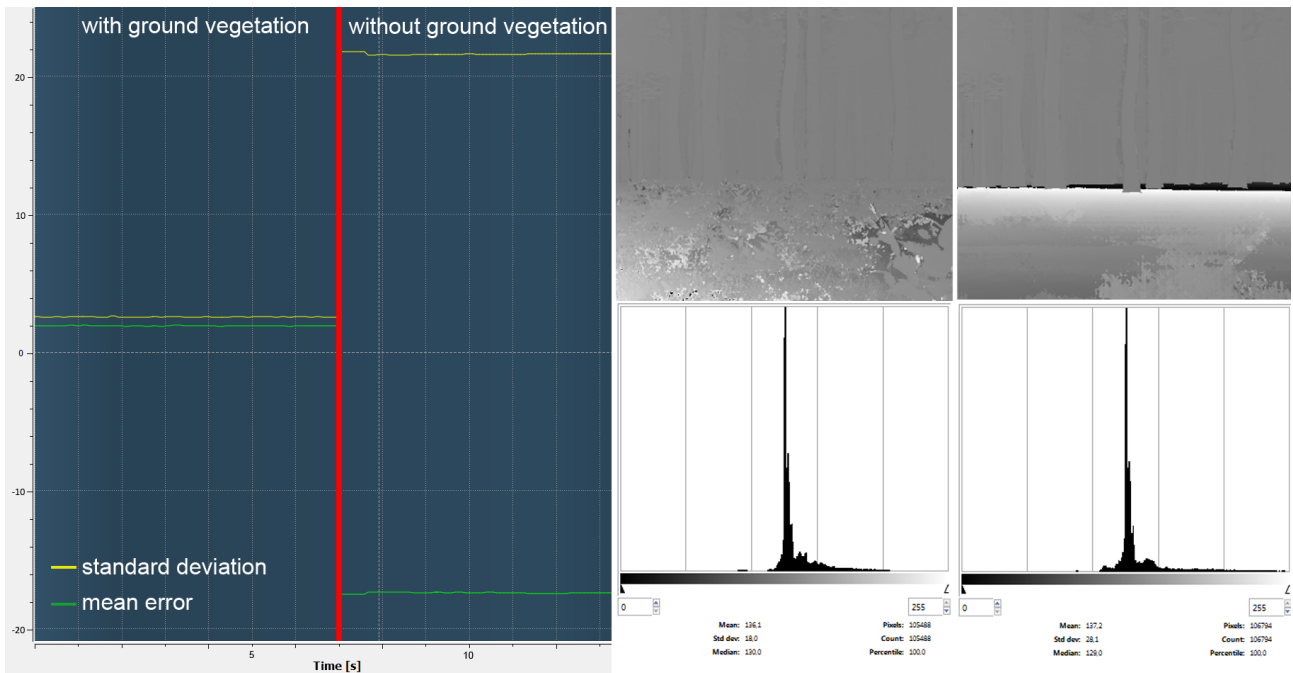 with ground vegetation
without ground vegetation
20
10
0
-10
-20
standard deviation
mean error
5
10
Time [s]
0
255
Mean: 136,1
Pixels: 105488
Std dev: 18,0
Count: 105488
Median: 130,0
Percentile: 100,0
0
255
Mean: 137,2
Pixels: 106794
Std dev: 28,1
Count: 106794
Median: 129,0
Percentile: 100,0